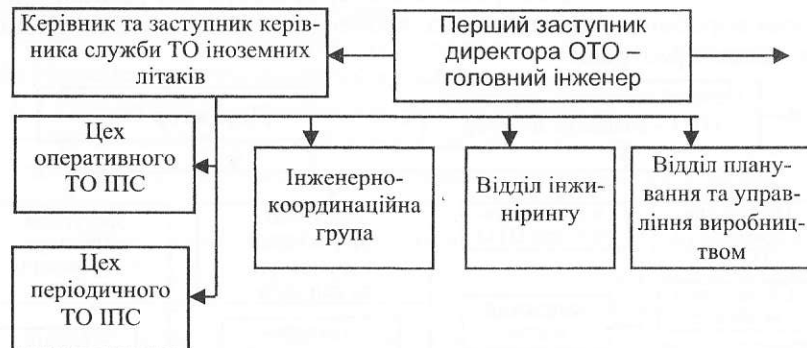 Керівник та заступник керів-
ника служби ТО іноземних
літаків
Перший заступник
директора ОТО –
головний інженер
Цех
оперативного
ТО ІПС
Інженерно-
координаційна
група
Відділ інжи-
нірингу
Відділ плану-
вання та управ-
ління виробниц-
твом
Цех
періодичного
ТО ІПС